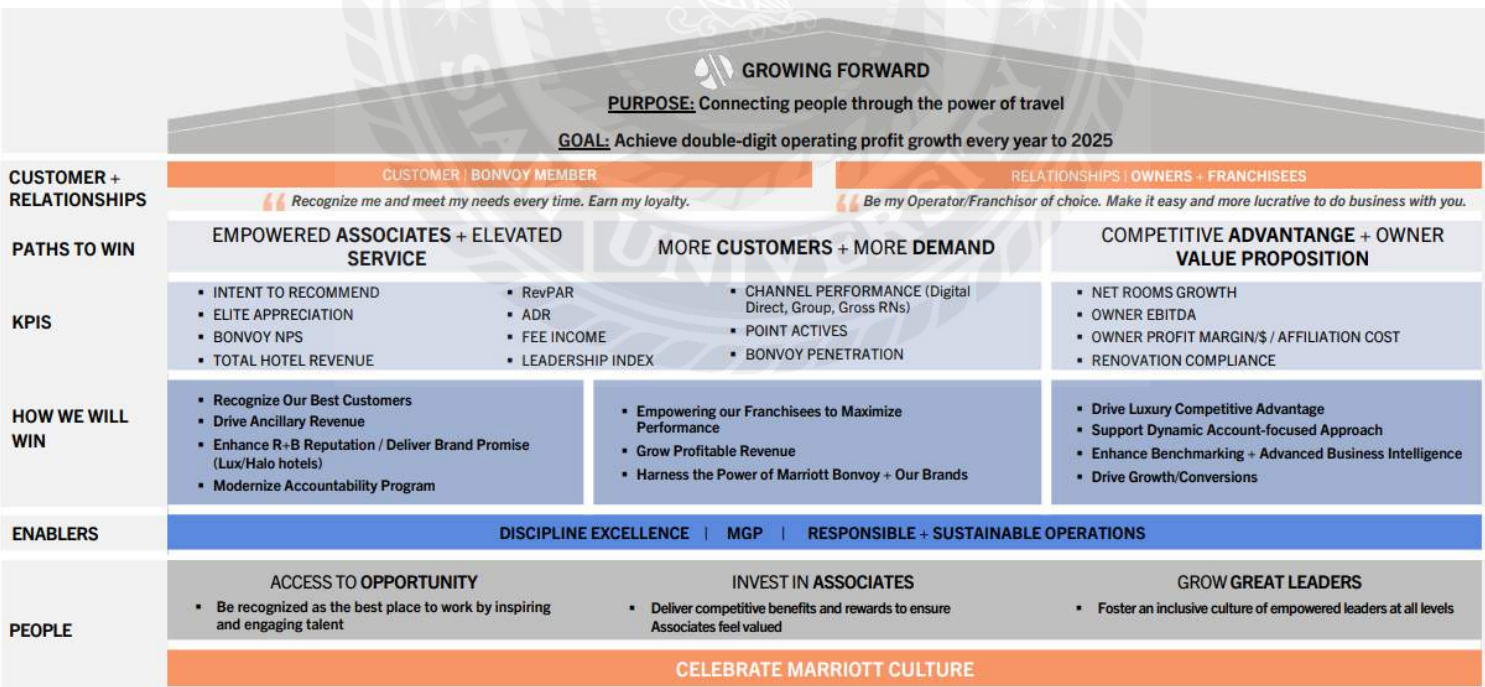 GROWING FORWARD
PURPOSE: Connecting people through the power of travel
GOAL: Achieve double-digit operating profit growth every year to 2025
CUSTOMER +
RELATIONSHIPS
CUSTOMER | BONVOY MEMBER
“ Recognize me and meet my needs every time. Earn my loyalty.
RELATIONSHIPS | OWNERS + FRANCHISEES
“ Be my Operator/Franchisor of choice. Make it easy and more lucrative to do business with you.
PATHS TO WIN
EMPOWERED ASSOCIATES + ELEVATED
SERVICE
MORE CUSTOMERS + MORE DEMAND
COMPETITIVE ADVANTANGE + OWNER
VALUE PROPOSITION
KPIS
▪ INTENT TO RECOMMEND
▪ ELITE APPRECIATION
▪ BONVOY NPS
▪ TOTAL HOTEL REVENUE
▪ RevPAR
▪ ADR
▪ FEE INCOME
▪ LEADERSHIP INDEX
▪ CHANNEL PERFORMANCE (Digital
Direct, Group, Gross RNs)
▪ POINT ACTIVES
▪ BONVOY PENETRATION
▪ NET ROOMS GROWTH
▪ OWNER EBITDA
▪ OWNER PROFIT MARGIN/$ / AFFILIATION COST
▪ RENOVATION COMPLIANCE
HOW WE WILL
WIN
▪ Recognize Our Best Customers
▪ Drive Ancillary Revenue
▪ Enhance R+B Reputation / Deliver Brand Promise
(Lux/Halo hotels)
▪ Modernize Accountability Program
▪ Empowering our Franchisees to Maximize
Performance
▪ Grow Profitable Revenue
▪ Harness the Power of Marriott Bonvoy + Our Brands
▪ Drive Luxury Competitive Advantage
▪ Support Dynamic Account-focused Approach
▪ Enhance Benchmarking + Advanced Business Intelligence
▪ Drive Growth/Conversions
ENABLERS
DISCIPLINE EXCELLENCE | MGP | RESPONSIBLE + SUSTAINABLE OPERATIONS
PEOPLE
ACCESS TO OPPORTUNITY
▪ Be recognized as the best place to work by inspiring
and engaging talent
INVEST IN ASSOCIATES
▪ Deliver competitive benefits and rewards to ensure
Associates feel valued
GROW GREAT LEADERS
▪ Foster an inclusive culture of empowered leaders at all levels
CELEBRATE MARRIOTT CULTURE
UNIVERSITY